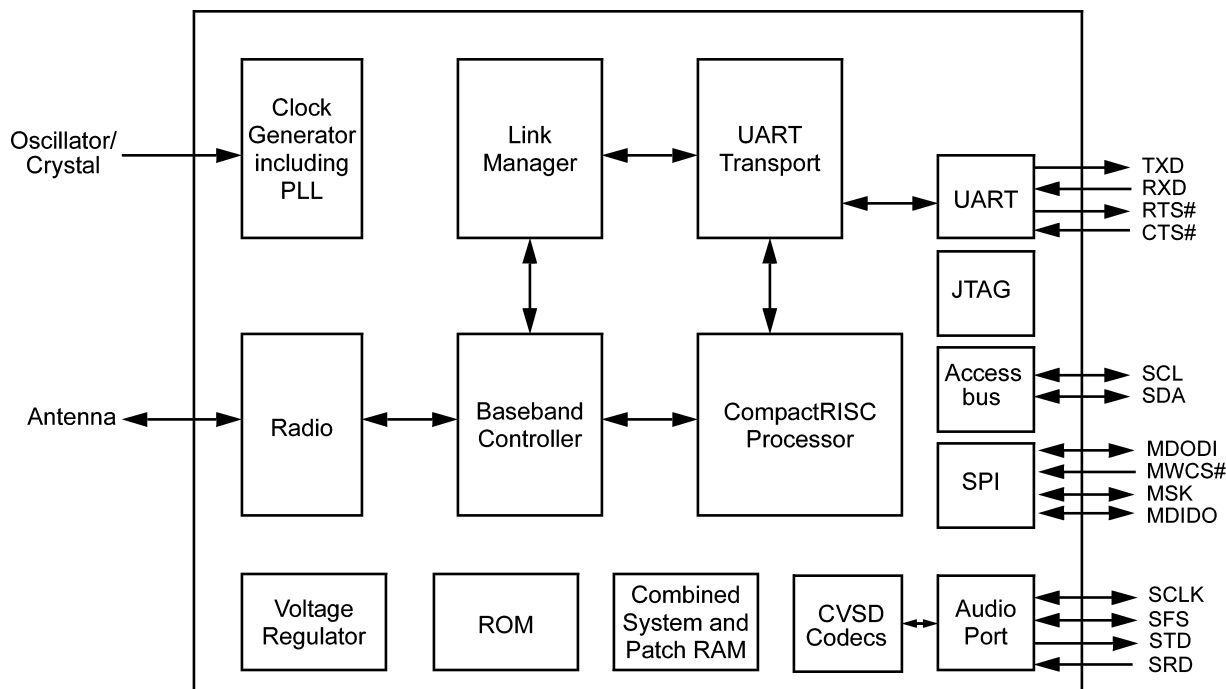 Oscillator/
Crystal
Clock
Generator
including
PLL
Link
Manager
UART
Transport
UART
TXD
RXD
RTS#
CTS#
JTAG
Antenna
Radio
Baseband
Controller
CompactRISC
Processor
Access
bus
SCL
SDA
SPI
MDODI
MWCS#
MSK
MDIDO
Voltage
Regulator
ROM
Combined
System and
Patch RAM
CVSD
Codecs
Audio
Port
SCLK
SFS
STD
SRD